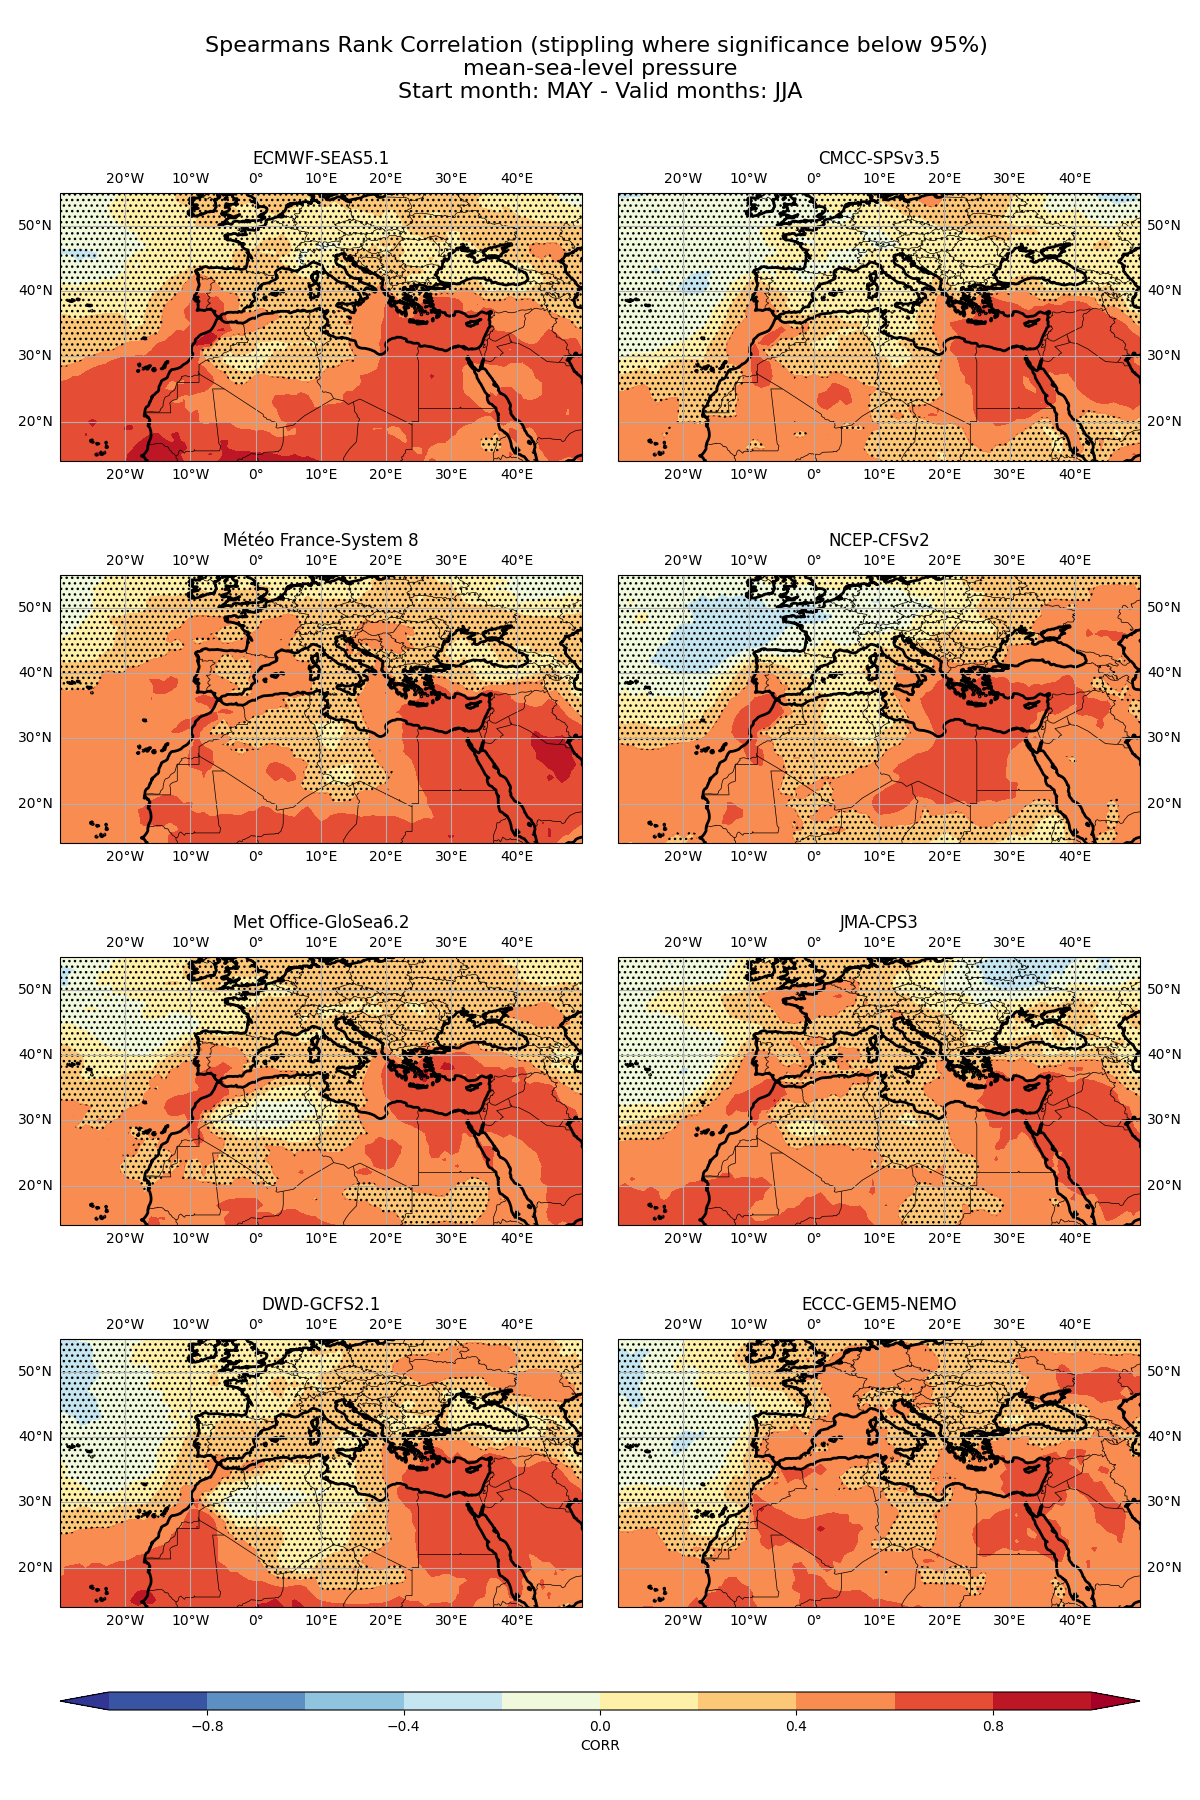 Spearmans Rank Correlation (stippling where significance below 95%)
mean-sea-level pressure
Start month: MAY - Valid months: JJA
ECMWF-SEAS5.1
20°W 10°W 0° 10°E 20°E 30°E 40°E
50°N
40°N
30°N
20°N
20°W 10°W 0° 10°E 20°E 30°E 40°E
CMCC-SPSv3.5
20°W 10°W 0° 10°E 20°E 30°E 40°E
50°N
40°N
30°N
20°N
20°W 10°W 0° 10°E 20°E 30°E 40°E
Météo France-System 8
20°W 10°W 0° 10°E 20°E 30°E 40°E
50°N
40°N
30°N
20°N
20°W 10°W 0° 10°E 20°E 30°E 40°E
NCEP-CFSv2
20°W 10°W 0° 10°E 20°E 30°E 40°E
50°N
40°N
30°N
20°N
20°W 10°W 0° 10°E 20°E 30°E 40°E
Met Office-GloSea6.2
20°W 10°W 0° 10°E 20°E 30°E 40°E
50°N
40°N
30°N
20°N
20°W 10°W 0° 10°E 20°E 30°E 40°E
JMA-CPS3
20°W 10°W 0° 10°E 20°E 30°E 40°E
50°N
40°N
30°N
20°N
20°W 10°W 0° 10°E 20°E 30°E 40°E
DWD-GCFS2.1
20°W 10°W 0° 10°E 20°E 30°E 40°E
50°N
40°N
30°N
20°N
20°W 10°W 0° 10°E 20°E 30°E 40°E
ECCC-GEM5-NEMO
20°W 10°W 0° 10°E 20°E 30°E 40°E
50°N
40°N
30°N
20°N
20°W 10°W 0° 10°E 20°E 30°E 40°E
−0.8 −0.4 0.0 0.4 0.8
CORR